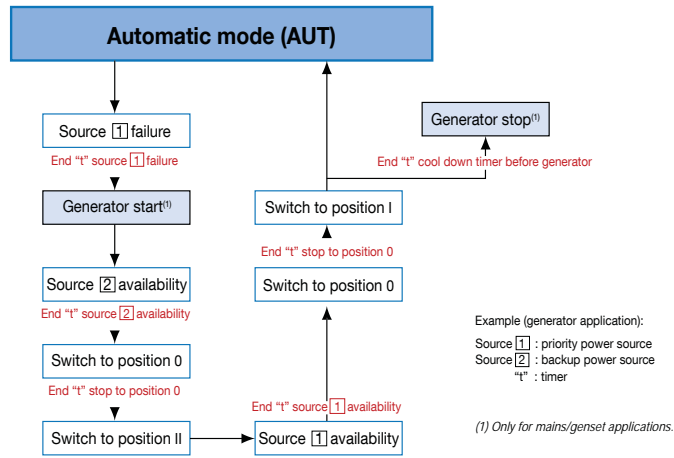 Automatic mode (AUT)
Source 1 failure
End “t” source 1 failure
Generator start(1)
Source 2 availability
End “t” source 2 availability
Switch to position 0
End “t” stop to position 0
Switch to position II
Source 1 availability
End “t” source 1 availability
Switch to position 0
End “t” stop to position 0
Switch to position I
End “t” cool down timer before generator
Generator stop(1)
Example (generator application):
Source 1 : priority power source
Source 2 : backup power source
“t” : timer
(1) Only for mains/genset applications.